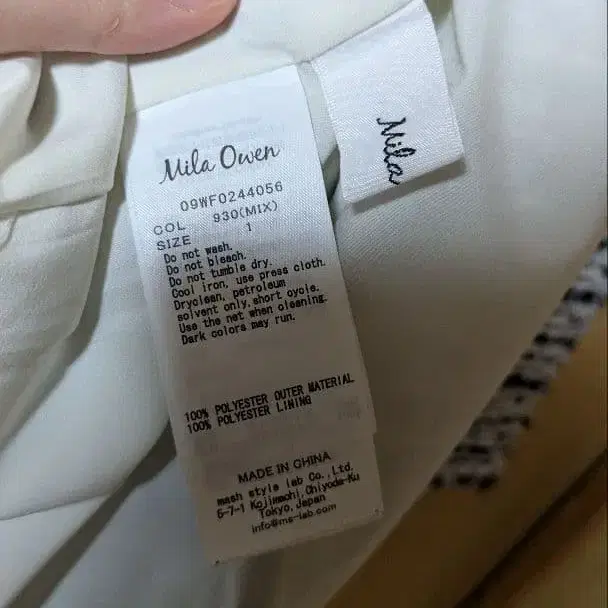 Mila Owen
09WF0244056
COL 930(MIX)
SIZE 1
Do not wash.
Do not bleach.
Do not tumble dry.
Cool iron, use press cloth.
Dryclean, petroleum
solvent only,short cycle.
Use the net when cleaning.
Dark colors may run.
100% POLYESTER OUTER MATERIAL
100% POLYESTER LINING
MADE IN CHINA
mash style lab Co.,Ltd.
5-7-1 Kojimachi,Chiyoda-Ku
Tokyo,Japan
info@ms-lab.com
Mila